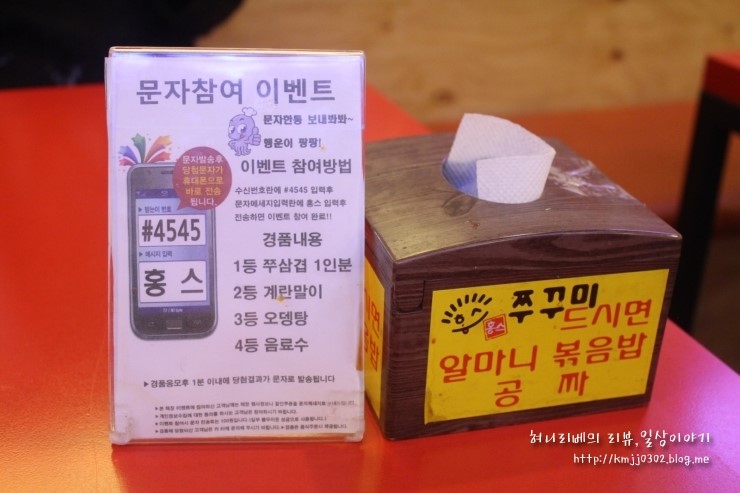 문자참여 이벤트
문자한통 보내봐봐~
행운이 팡팡!
문자발송후
당첨문자가
휴대폰으로
바로 전송
됩니다.
이벤트 참여방법
수신번호란에 #4545 입력후
문자메세지입력란에 홍스 입력후
전송하면 이벤트 참여 완료!!
#4545
홍 스
경품내용
1등 쭈삼겹 1인분
2등 계란말이
3등 오뎅탕
4등 음료수
▶경품응모후 1분 이내에 당첨결과가 문자로 발송됩니다
홍스
쭈꾸미
드시면
알마니 볶음밥
공 짜
허니리베의 리뷰,일상이야기
http://kmjj0302.blog.me